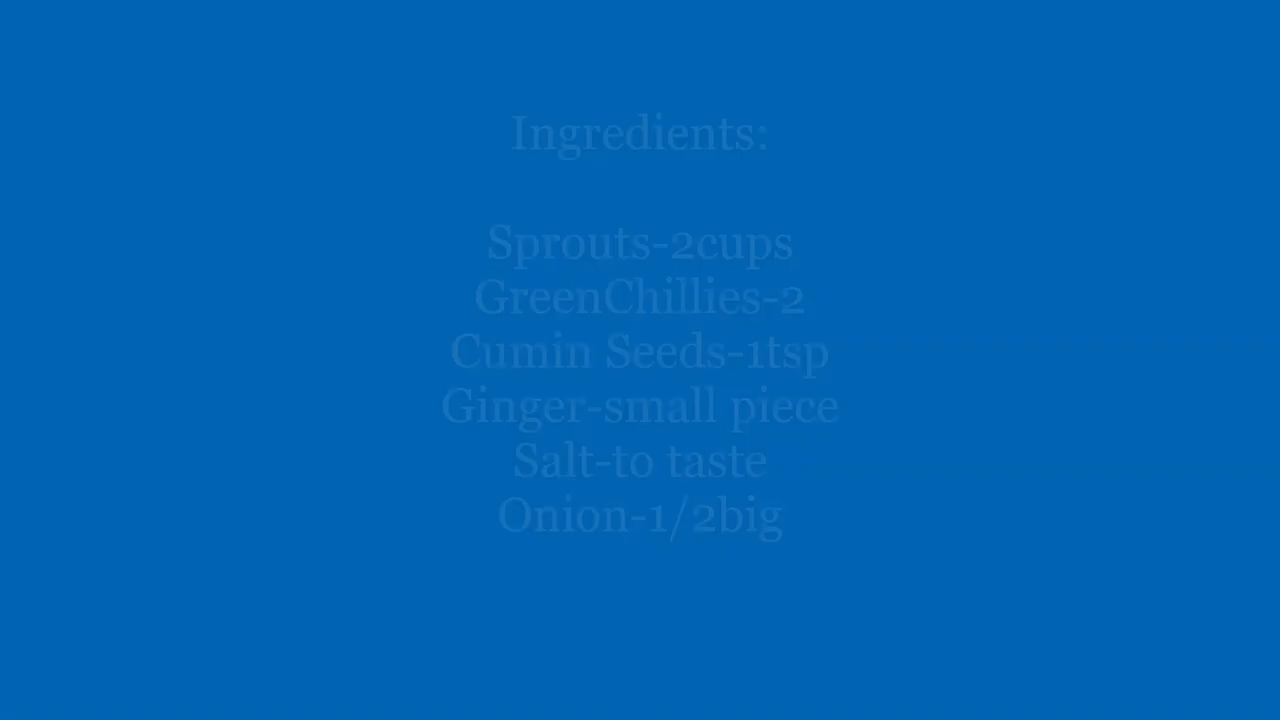 Ingredients:
Sprouts-2cups
GreenChillies-2
Cumin Seeds-1tsp
Ginger-small piece
Salt-to taste
Onion-1/2big